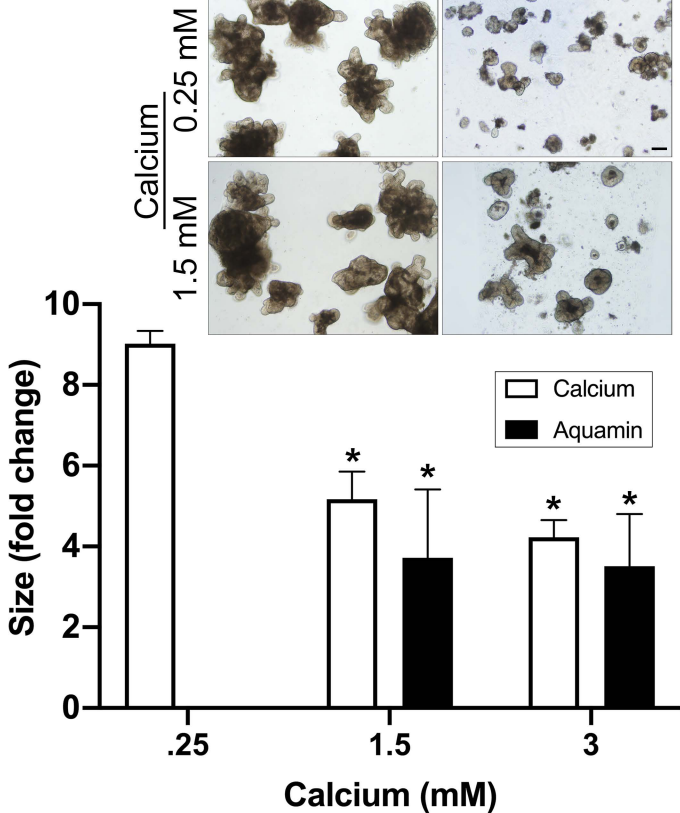 Calcium
0.25 mM
1.5 mM
10
8
6
4
2
0
Size (fold change)
Calcium
Aquamin
*
*
*
*
.25
1.5
3
Calcium (mM)